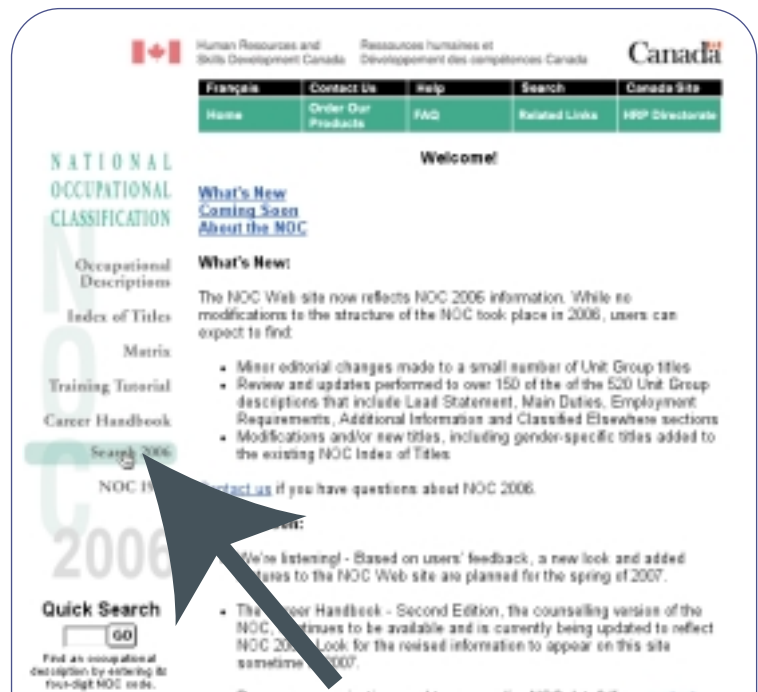 Human Resources and
Skills Development Canada
Ressources humaines et
Développement des compétences Canada
Canada
Français Contact Us Help Search Canada Site
Home Order Our Products FAQ Related Links HRP Directorate
NATIONAL
OCCUPATIONAL
CLASSIFICATION
Occupational
Descriptions
Index of Titles
Matrix
Training Tutorial
Career Handbook
Search 2006
NOC
NOC
2006
Quick Search
GO
Find an occupational
description by entering its
four-digit NOC code.
Welcome!
What's New
Coming Soon
About the NOC
What's New:
The NOC Web site now reflects NOC 2006 information. While no
modifications to the structure of the NOC took place in 2006, users can
expect to find:
• Minor editorial changes made to a small number of Unit Group titles
• Review and updates performed to over 150 of the of the 520 Unit Group
descriptions that include Lead Statement, Main Duties, Employment
Requirements, Additional Information and Classified Elsewhere sections
• Modifications and/or new titles, including gender-specific titles added to
the existing NOC Index of Titles
Contact us if you have questions about NOC 2006.
We're listening! - Based on users' feedback, a new look and added
to the NOC Web site are planned for the spring of 2007.
• The Handbook - Second Edition, the counselling version of the
NOC, to be available and is currently being updated to reflect
NOC Look for the revised information to appear on this site
sometime 2007.